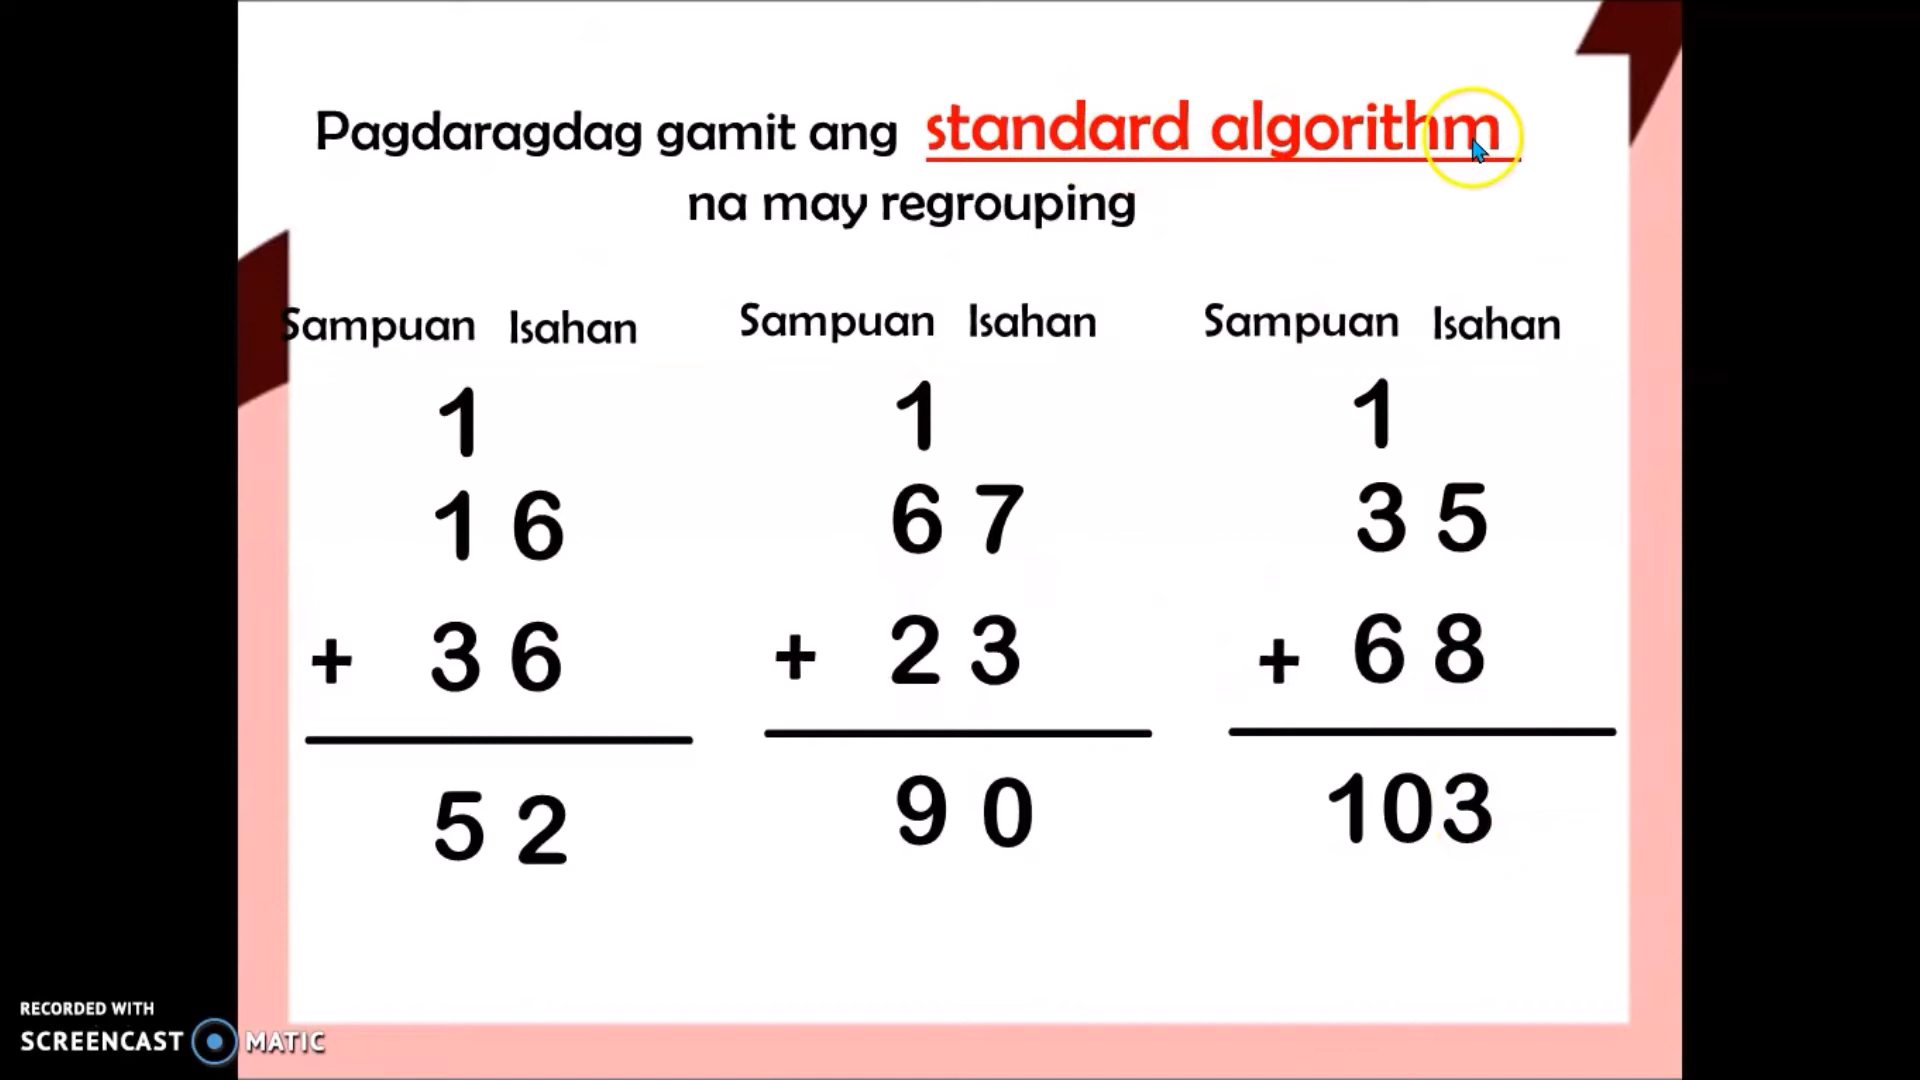 Pagdaragdag gamit ang standard algorithm
na may regrouping
Sampuan Isahan Sampuan Isahan Sampuan Isahan
1 1 1
1 6 6 7 3 5
+ 3 6 + 2 3 + 6 8
5 2 9 0 103
RECORDED WITH
SCREENCAST MATIC